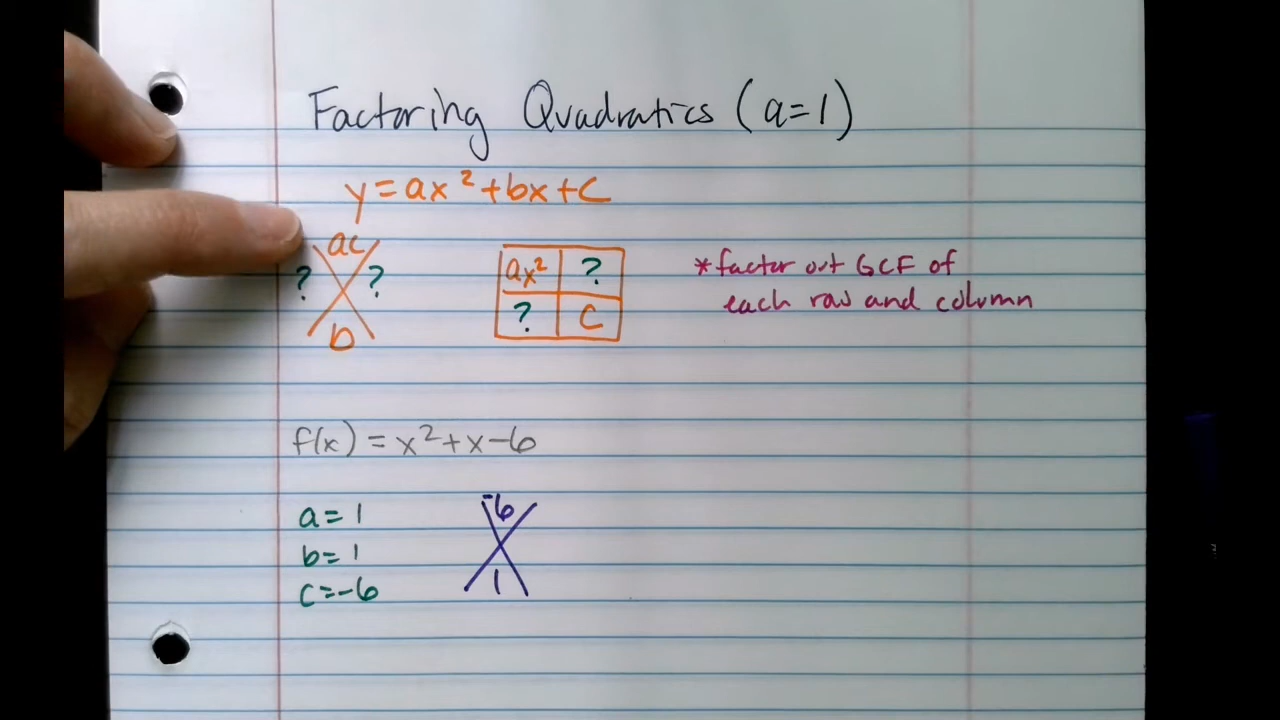 Factoring Quadratics (a=1)
y=ax²+bx+c
ac
? ?
b
ax² ?
? c
*factor out GCF of
each row and column
f(x) = x²+x-6
a= 1
b= 1
c=-6
-6
1